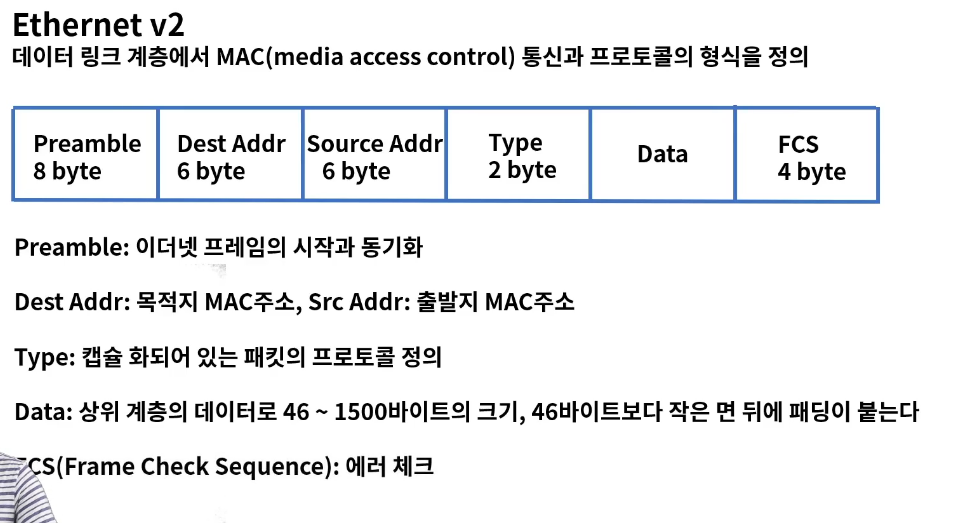 Ethernet v2
데이터 링크 계층에서 MAC(media access control) 통신과 프로토콜의 형식을 정의
Preamble
8 byte
Dest Addr
6 byte
Source Addr
6 byte
Type
2 byte
Data
FCS
4 byte
Preamble: 이더넷 프레임의 시작과 동기화
Dest Addr: 목적지 MAC주소, Src Addr: 출발지 MAC주소
Type: 캡슐 화되어 있는 패킷의 프로토콜 정의
Data: 상위 계층의 데이터로 46 ~ 1500바이트의 크기, 46바이트보다 작은 면 뒤에 패딩이 붙는다
FCS(Frame Check Sequence): 에러 체크